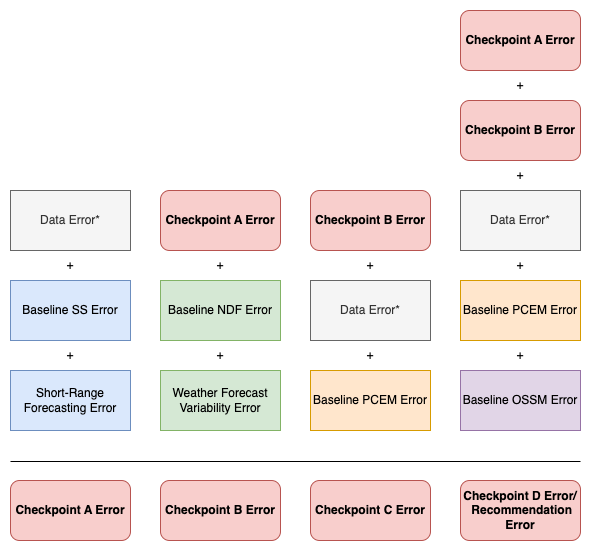 Checkpoint A Error
+
Checkpoint B Error
+
Data Error*
Checkpoint A Error
Checkpoint B Error
Data Error*
+
+
+
+
Baseline SS Error
Baseline NDF Error
Data Error*
Baseline PCEM Error
+
+
+
+
Short-Range
Forecasting Error
Weather Forecast
Variability Error
Baseline PCEM Error
Baseline OSSM Error
Checkpoint A Error
Checkpoint B Error
Checkpoint C Error
Checkpoint D Error/
Recommendation
Error